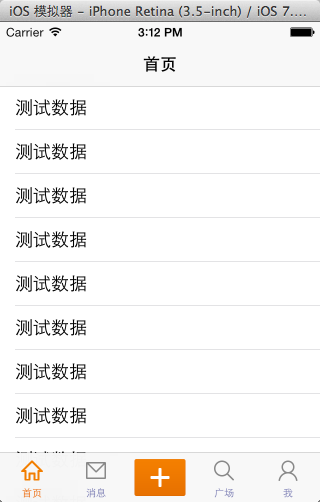 iOS 模拟器 - iPhone Retina (3.5-inch) / iOS 7....
Carrier 3:12 PM
首页
测试数据
测试数据
测试数据
测试数据
测试数据
测试数据
测试数据
测试数据
首页 消息 广场 我